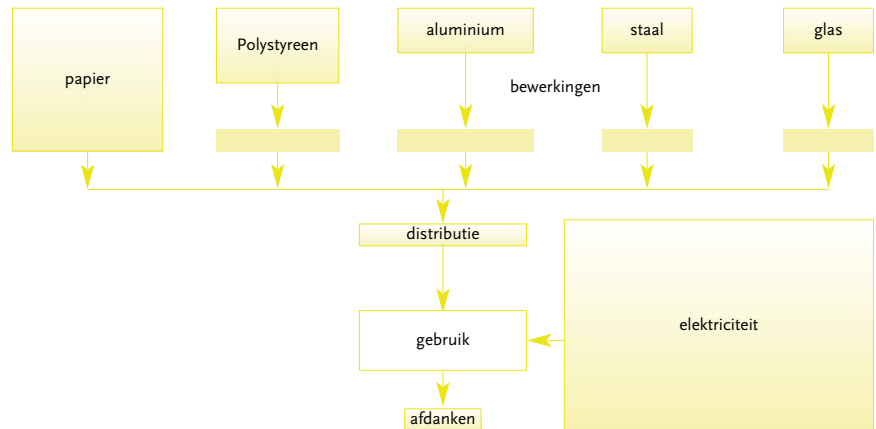 papier
Polystyreen
aluminium
staal
glas
bewerkingen
distributie
gebruik
elektriciteit
afdanken